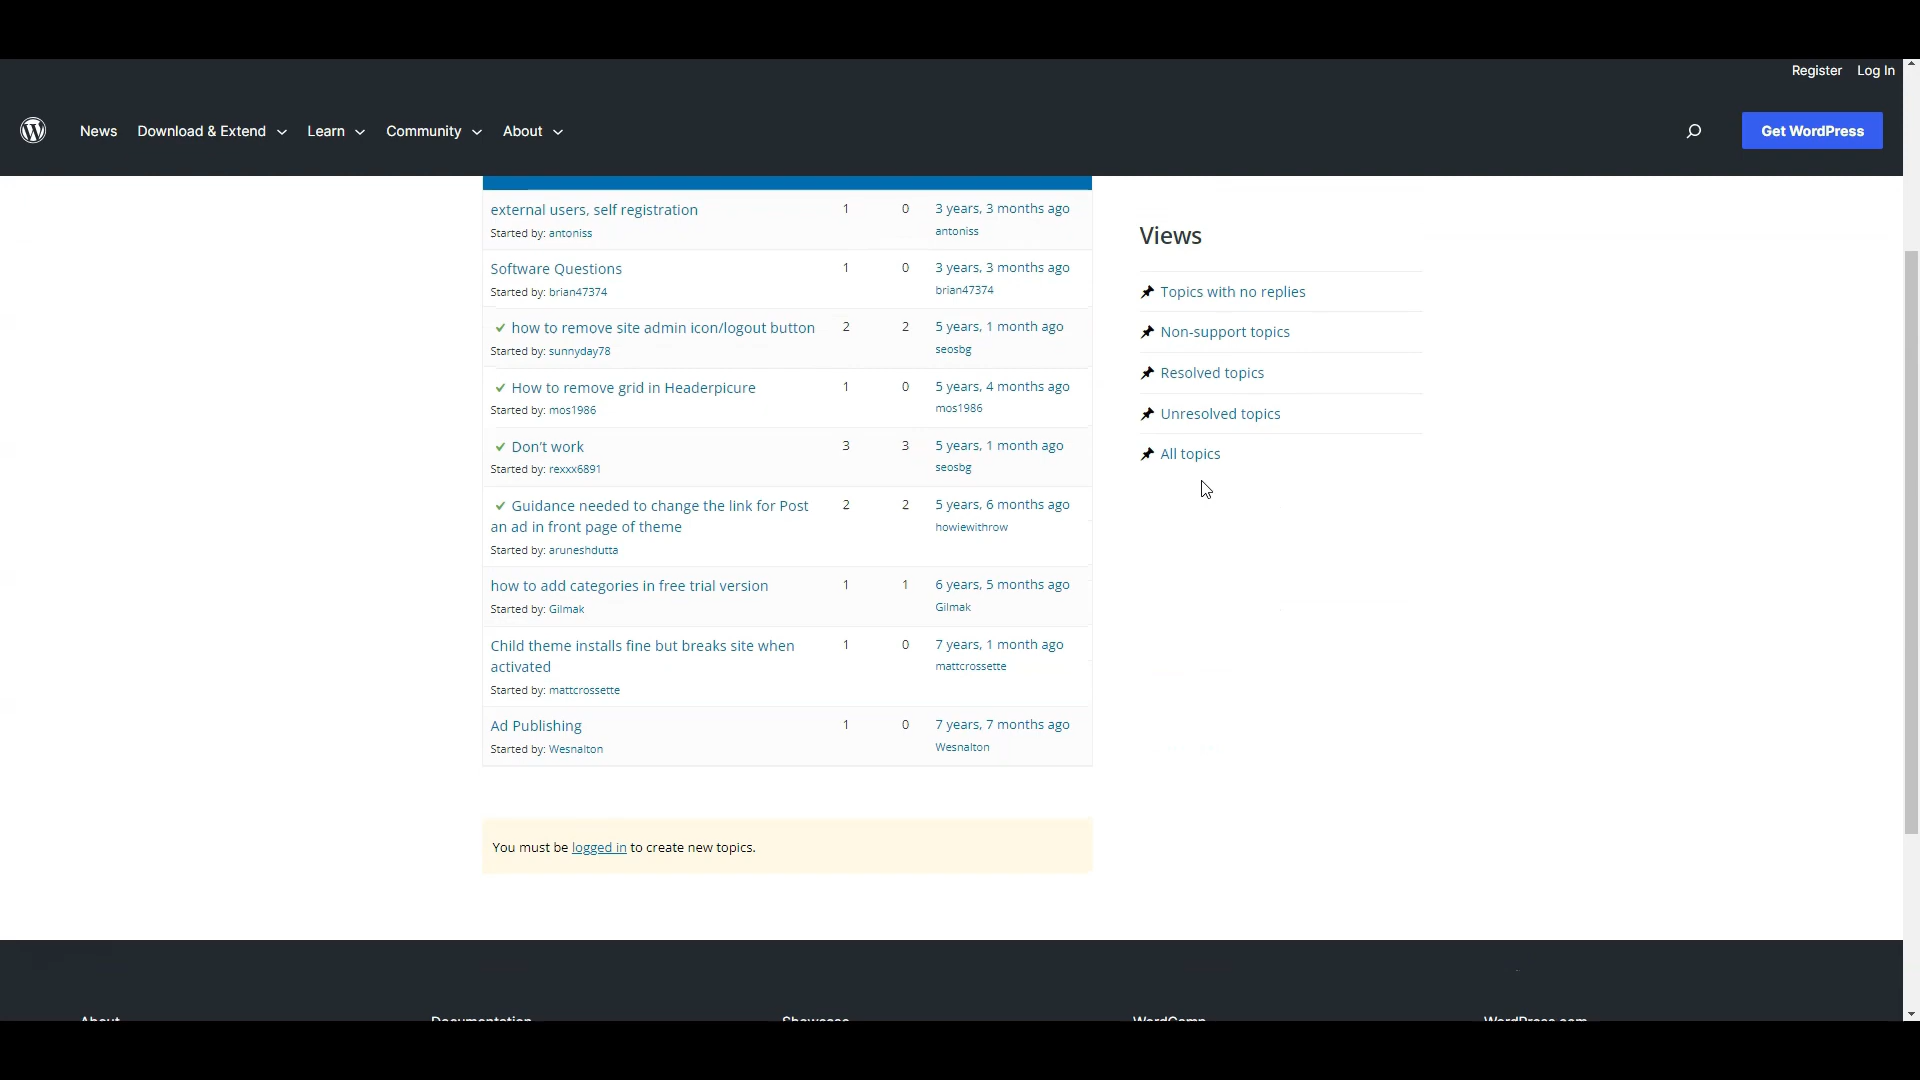 Register Log In
News Download & Extend Learn Community About Get WordPress
external users, self registration 1 0 3 years, 3 months ago
Started by: antoniss antoniss
Software Questions 1 0 3 years, 3 months ago
Started by: brian47374 brian47374
how to remove site admin icon/logout button 2 2 5 years, 1 month ago
Started by: sunnyday78 seosbg
How to remove grid in Headerpicure 1 0 5 years, 4 months ago
Started by: mos1986 mos1986
Don't work 3 3 5 years, 1 month ago
Started by: rexxx6891 seosbg
Guidance needed to change the link for Post 2 2 5 years, 6 months ago
an ad in front page of theme howiewithrow
Started by: aruneshdutta
how to add categories in free trial version 1 1 6 years, 5 months ago
Started by: Gilmak Gilmak
Child theme installs fine but breaks site when 1 0 7 years, 1 month ago
activated mattcrossette
Started by: mattcrossette
Ad Publishing 1 0 7 years, 7 months ago
Started by: Wesnalton Wesnalton
You must be logged in to create new topics.
Views
Topics with no replies
Non-support topics
Resolved topics
Unresolved topics
All topics
About Documentation Showcase WordCamp WordPress.com